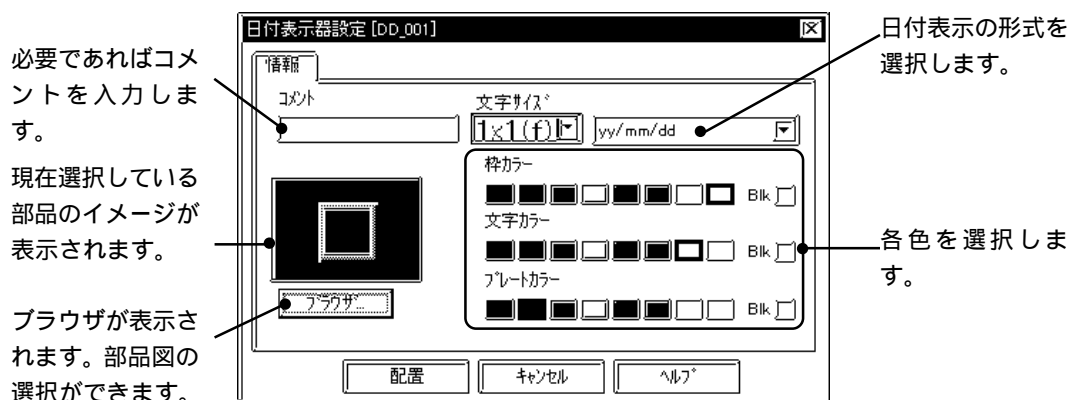 日付表示器設定 [DD_001]
情報
コメント
文字サイズ
1×1(f)
yy/mm/dd
枠カラー
Blk
文字カラー
Blk
プレートカラー
Blk
ブラウザ...
配置
キャンセル
ヘルプ
必要であればコメ
ントを入力しま
す。
現在選択している
部品のイメージが
表示されます。
ブラウザが表示さ
れます。部品図の
選択ができます。
日付表示の形式を
選択します。
各色を選択しま
す。